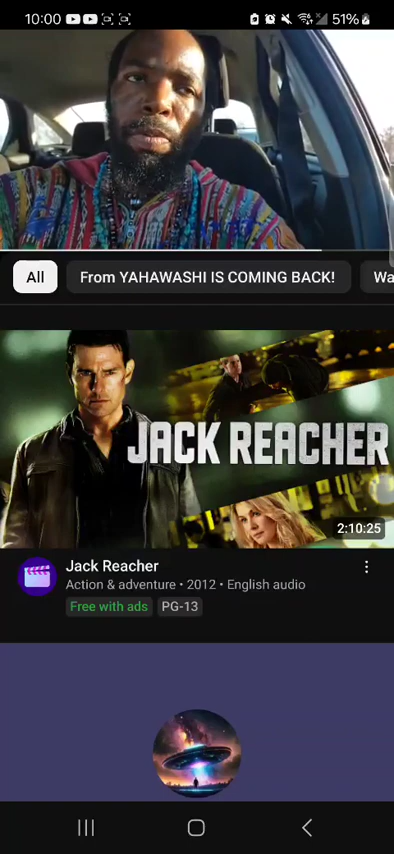 10:00
51%
All
From YAHAWASHI IS COMING BACK!
Wa
JACK REACHER
2:10:25
Jack Reacher
Action & adventure • 2012 • English audio
Free with ads
PG-13